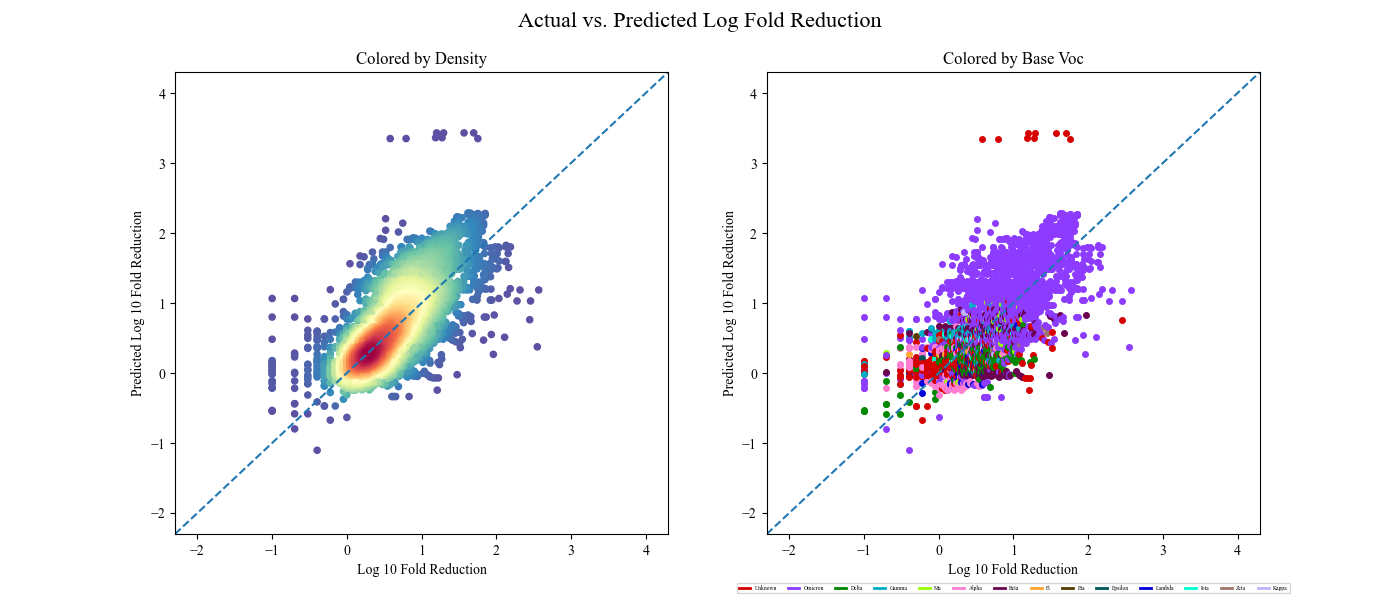 Actual vs. Predicted Log Fold Reduction
Colored by Density
4
3
2
1
0
−1
−2
Predicted Log 10 Fold Reduction
−2 −1 0 1 2 3 4
Log 10 Fold Reduction
Colored by Base Voc
4
3
2
1
0
−1
−2
Predicted Log 10 Fold Reduction
−2 −1 0 1 2 3 4
Log 10 Fold Reduction
Unknown Omicron Delta Gamma Mu Alpha Beta Eta Epsilon Lambda Iota Zeta Kappa